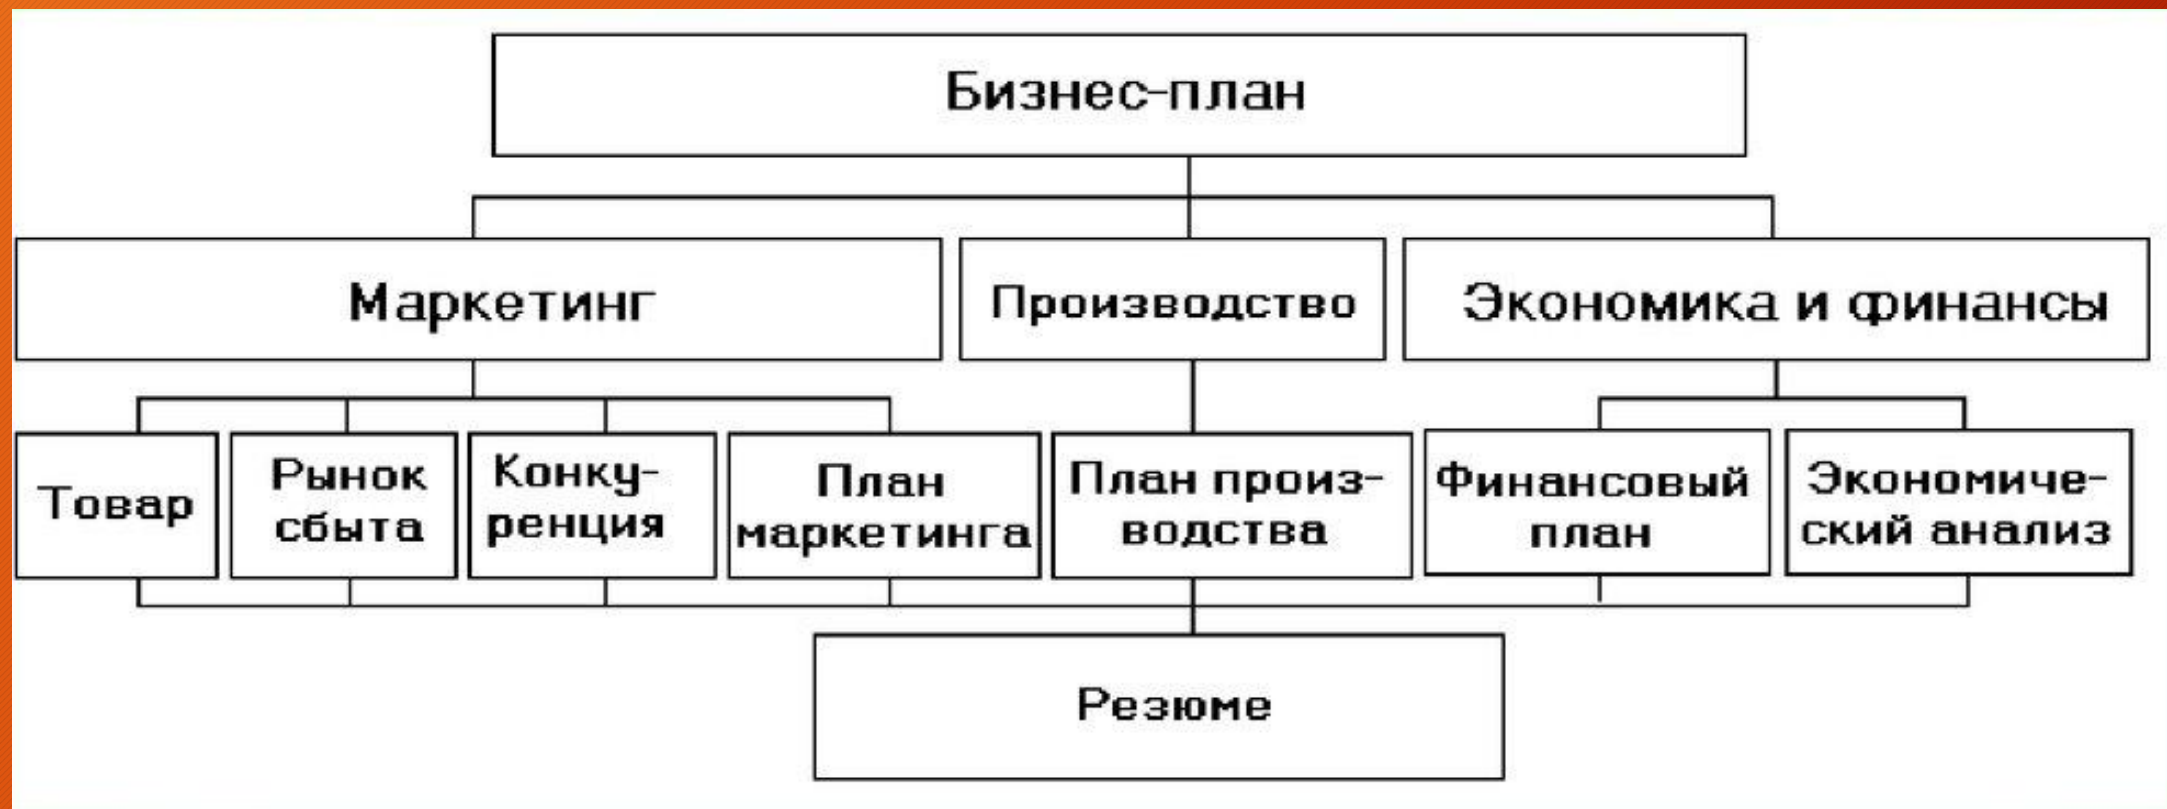 Бизнес-план
Маркетинг
Производство
Экономика и финансы
Товар
Рынок
сбыта
Конку-
ренция
План
маркетинга
План произ-
водства
Финансовый
план
Экономиче-
ский анализ
Резюме